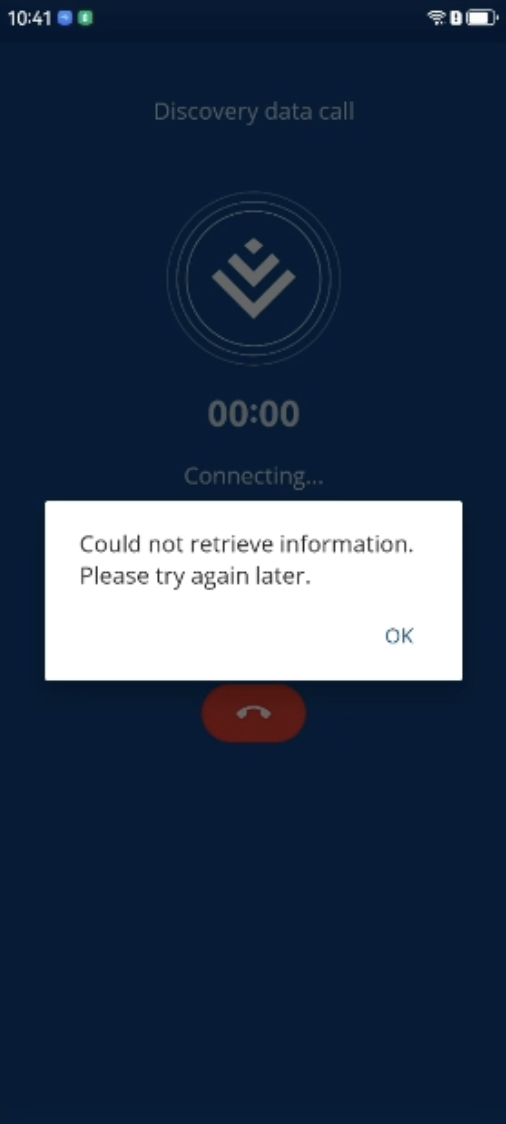 10:41
Discovery data call
00:00
Connecting...
Could not retrieve information.
Please try again later.
OK